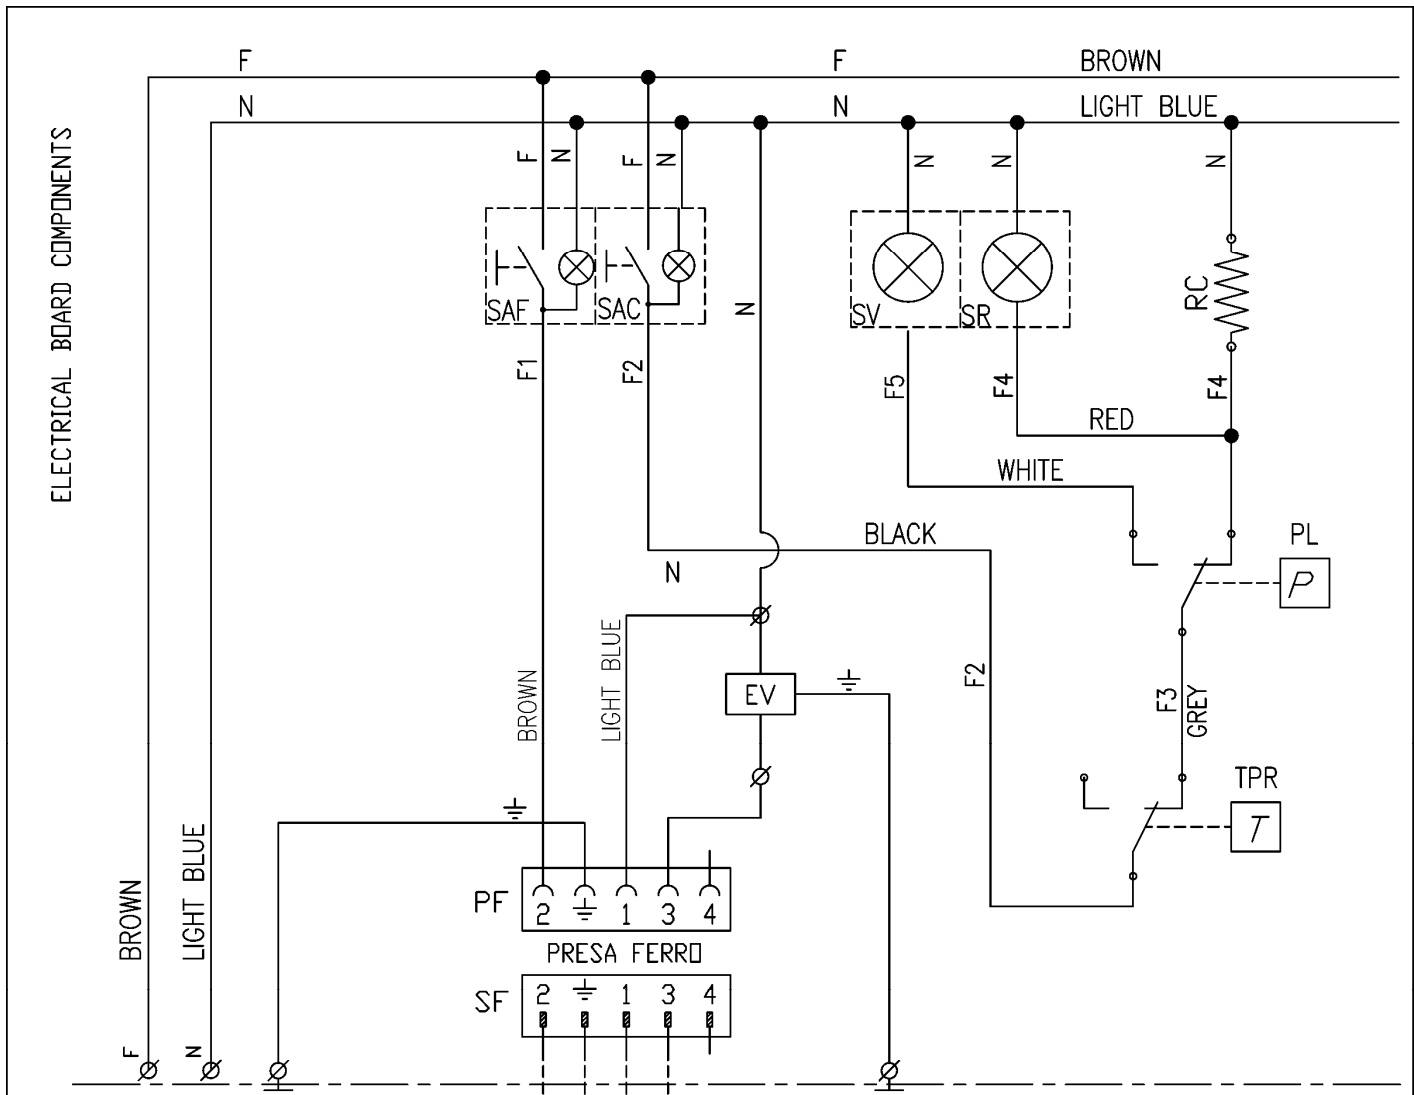 F F BROWN
N N LIGHT BLUE
ELECTRICAL BOARD COMPONENTS
F N F N N N N
SAF SAC N SV SR RC
F1 F2 F5 F4 F4
RED
WHITE
BLACK PL
N P
LIGHT BLUE
BROWN EV F2 F3 GREY
TPR
T
BROWN LIGHT BLUE
PF 2 1 3 4
PRESA FERRO
SF 2 1 3 4
F N